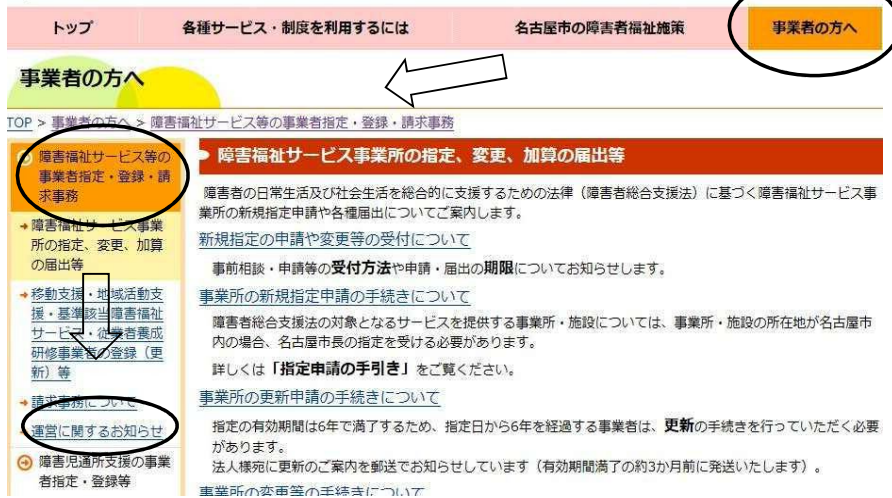 トップ
各種サービス・制度を利用するには
名古屋市の障害者福祉施策
事業者の方へ
事業者の方へ
TOP > 事業者の方へ > 障害福祉サービス等の事業者指定・登録・請求事務
障害福祉サービス等の
事業者指定・登録・請
求事務
障害福祉サービス事業
所の指定、変更、加算
の届出等
移動支援・地域活動支
援・基準該当障害福祉
サービス・従業者養成
研修事業者の登録（更
新）等
請求事務について
運営に関するお知らせ
障害児通所支援の事業
者指定・登録等
障害福祉サービス事業所の指定、変更、加算の届出等
障害者の日常生活及び社会生活を総合的に支援するための法律（障害者総合支援法）に基づく障害福祉サービス事
業所の新規指定申請や各種届出についてご案内します。
新規指定の申請や変更等の受付について
事前相談・申請等の受付方法や申請・届出の期限についてお知らせします。
事業所の新規指定申請の手続きについて
障害者総合支援法の対象となるサービスを提供する事業所・施設については、事業所・施設の所在地が名古屋市
内の場合、名古屋市長の指定を受ける必要があります。
詳しくは「指定申請の手引き」をご覧ください。
事業所の更新申請の手続きについて
指定の有効期間は6年で満了するため、指定日から6年を経過する事業者は、更新の手続きを行っていただく必要
があります。
法人様宛に更新のご案内を郵送でお知らせしています（有効期間満了の約3か月前に発送いたします）。
事業所の変更等の手続きについて